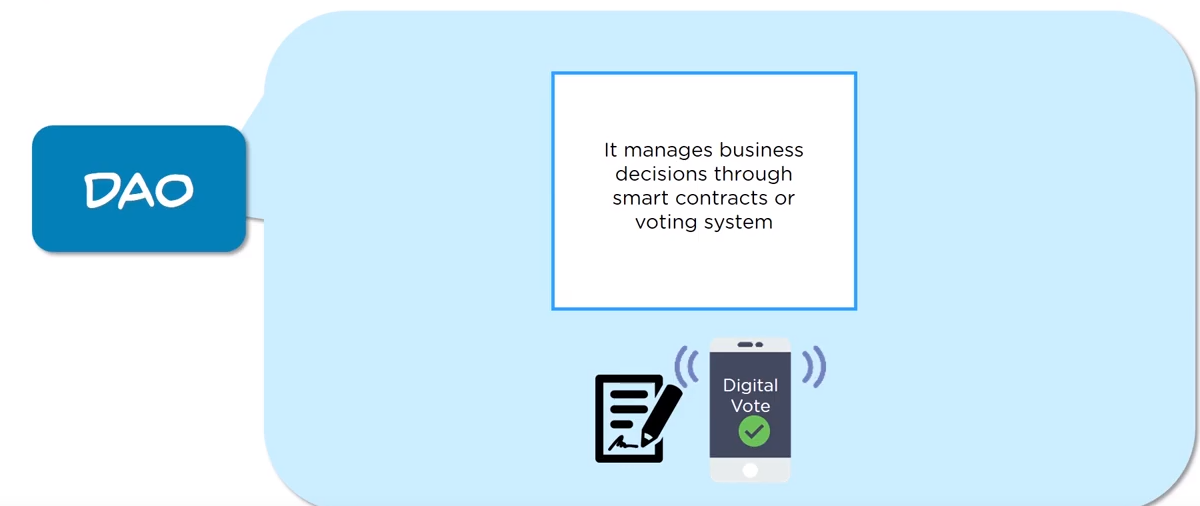 DAO
It manages business
decisions through
smart contracts or
voting system
Digital
Vote